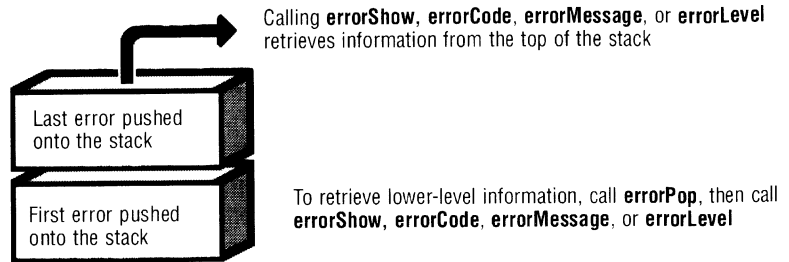 Calling errorShow, errorCode, errorMessage, or errorLevel
retrieves information from the top of the stack
Last error pushed
onto the stack
First error pushed
onto the stack
To retrieve lower-level information, call errorPop, then call
errorShow, errorCode, errorMessage, or errorLevel